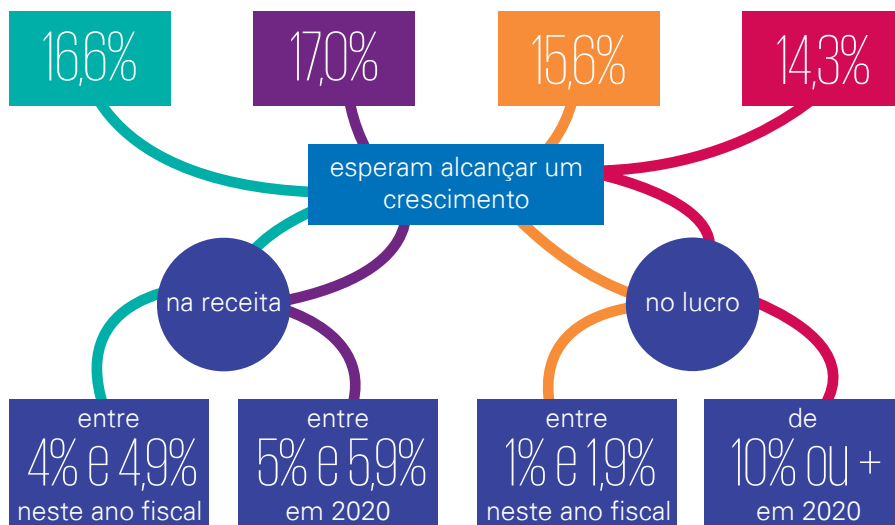 16,6%
17,0%
15,6%
14,3%
esperam alcançar um
crescimento
na receita
no lucro
entre
4% e 4,9%
neste ano fiscal
entre
5% e 5,9%
em 2020
entre
1% e 1,9%
neste ano fiscal
de
10% ou +
em 2020